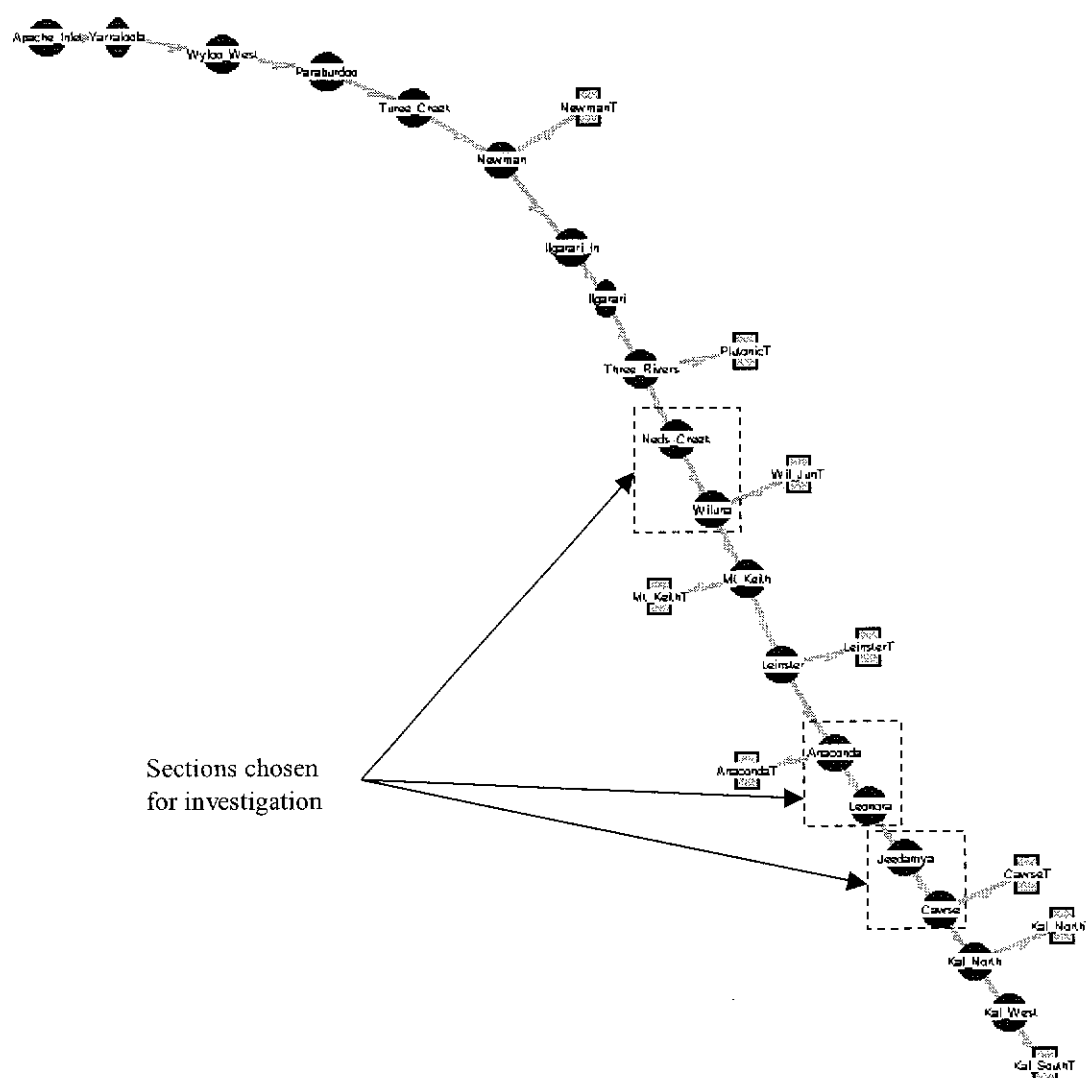 Apache_Inlet
Yarraloola
Wyloo_West
Paraburdoo
Turee_Creek
NewmanT
Newman
Ilgarari_In
Ilgarari
PlutonicT
Three_Rivers
Neds_Creek
Wil_JunT
Wiluna
Mt_Keith
Mt_KeithT
LeinsterT
Leinster
Anaconda
AnacondaT
Sections chosen
for investigation
Leonora
Jeedamya
CawseT
Cawse
Kal_North
Kal_North
Kal_West
Kal_SouthT